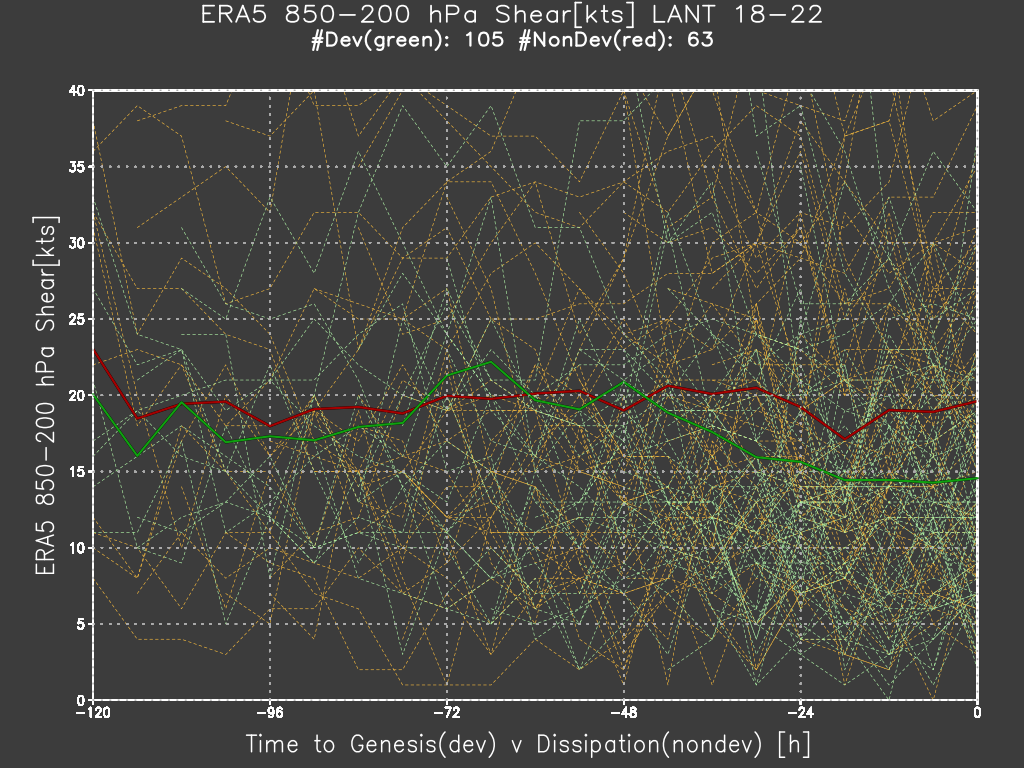 ERA5 850-200 hPa Shear[kts] LANT 18-22
#Dev(green): 105 #NonDev(red): 63
40
35
30
25
20
15
10
5
0
ERA5 850-200 hPa Shear[kts]
-120 -96 -72 -48 -24 0
Time to Genesis(dev) v Dissipation(nondev) [h]